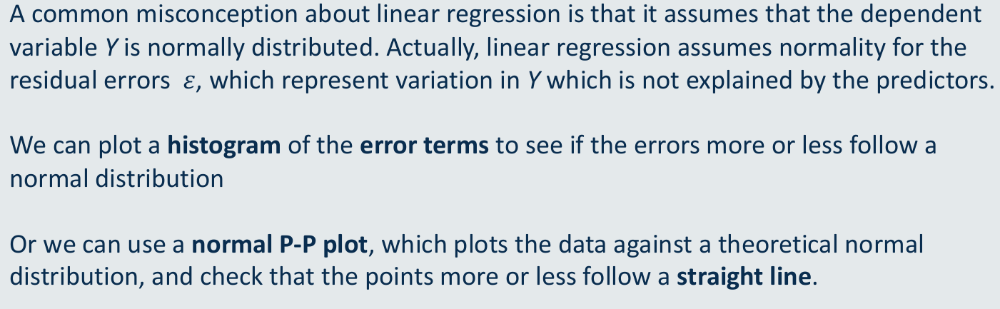 A common misconception about linear regression is that it assumes that the dependent
variable Y is normally distributed. Actually, linear regression assumes normality for the
residual errors ε, which represent variation in Y which is not explained by the predictors.
We can plot a histogram of the error terms to see if the errors more or less follow a
normal distribution
Or we can use a normal P-P plot, which plots the data against a theoretical normal
distribution, and check that the points more or less follow a straight line.